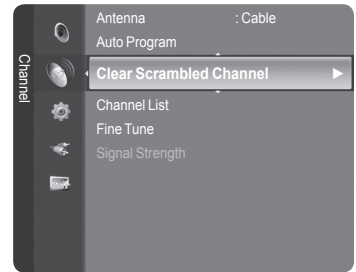 Channel
Antenna : Cable
Auto Program
Clear Scrambled Channel
Channel List
Fine Tune
Signal Strength